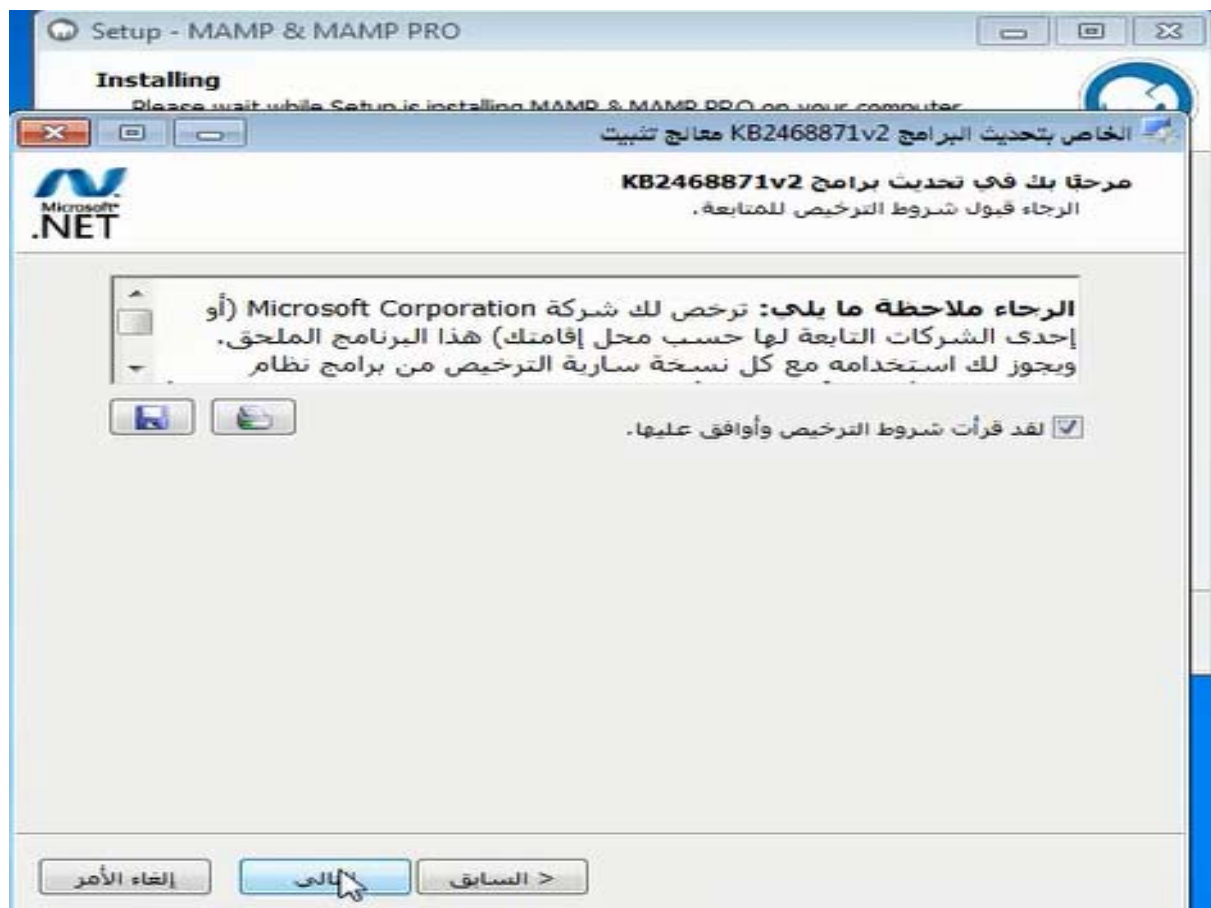 Setup - MAMP & MAMP PRO
Installing
Please wait while Setup is installing MAMP & MAMP PRO on your computer
الخاص بتحديث البرامج KB2468871v2 معالج تثبيت
Microsoft
.NET
مرحبًا بك في تحديث برامج KB2468871v2
الرجاء قبول شروط الترخيص للمتابعة.
الرجاء ملاحظة ما يلي: ترخص لك شركة Microsoft Corporation (أو
إحدى الشركات التابعة لها حسب محل إقامتك) هذا البرنامج الملحق.
ويجوز لك استخدامه مع كل نسخة سارية الترخيص من برامج نظام
لقد قرأت شروط الترخيص وأوافق عليها.
< السابق
التالي
إلغاء الأمر